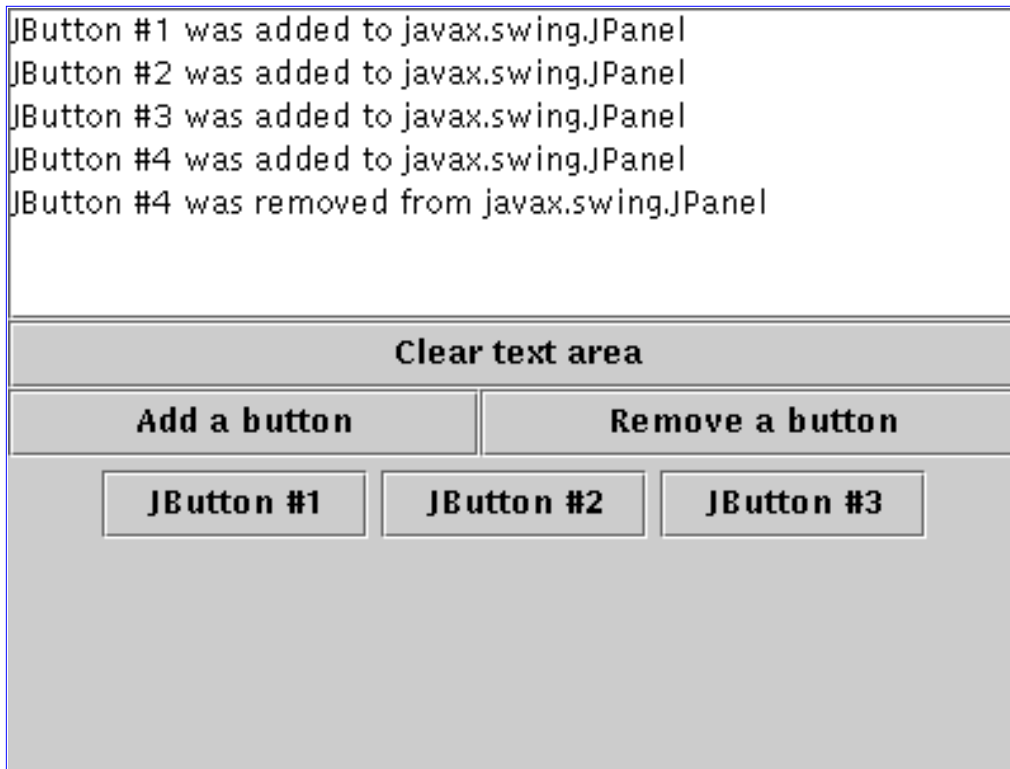 JButton #1 was added to javax.swing.JPanel
JButton #2 was added to javax.swing.JPanel
JButton #3 was added to javax.swing.JPanel
JButton #4 was added to javax.swing.JPanel
JButton #4 was removed from javax.swing.JPanel
Clear text area
Add a button Remove a button
JButton #1 JButton #2 JButton #3